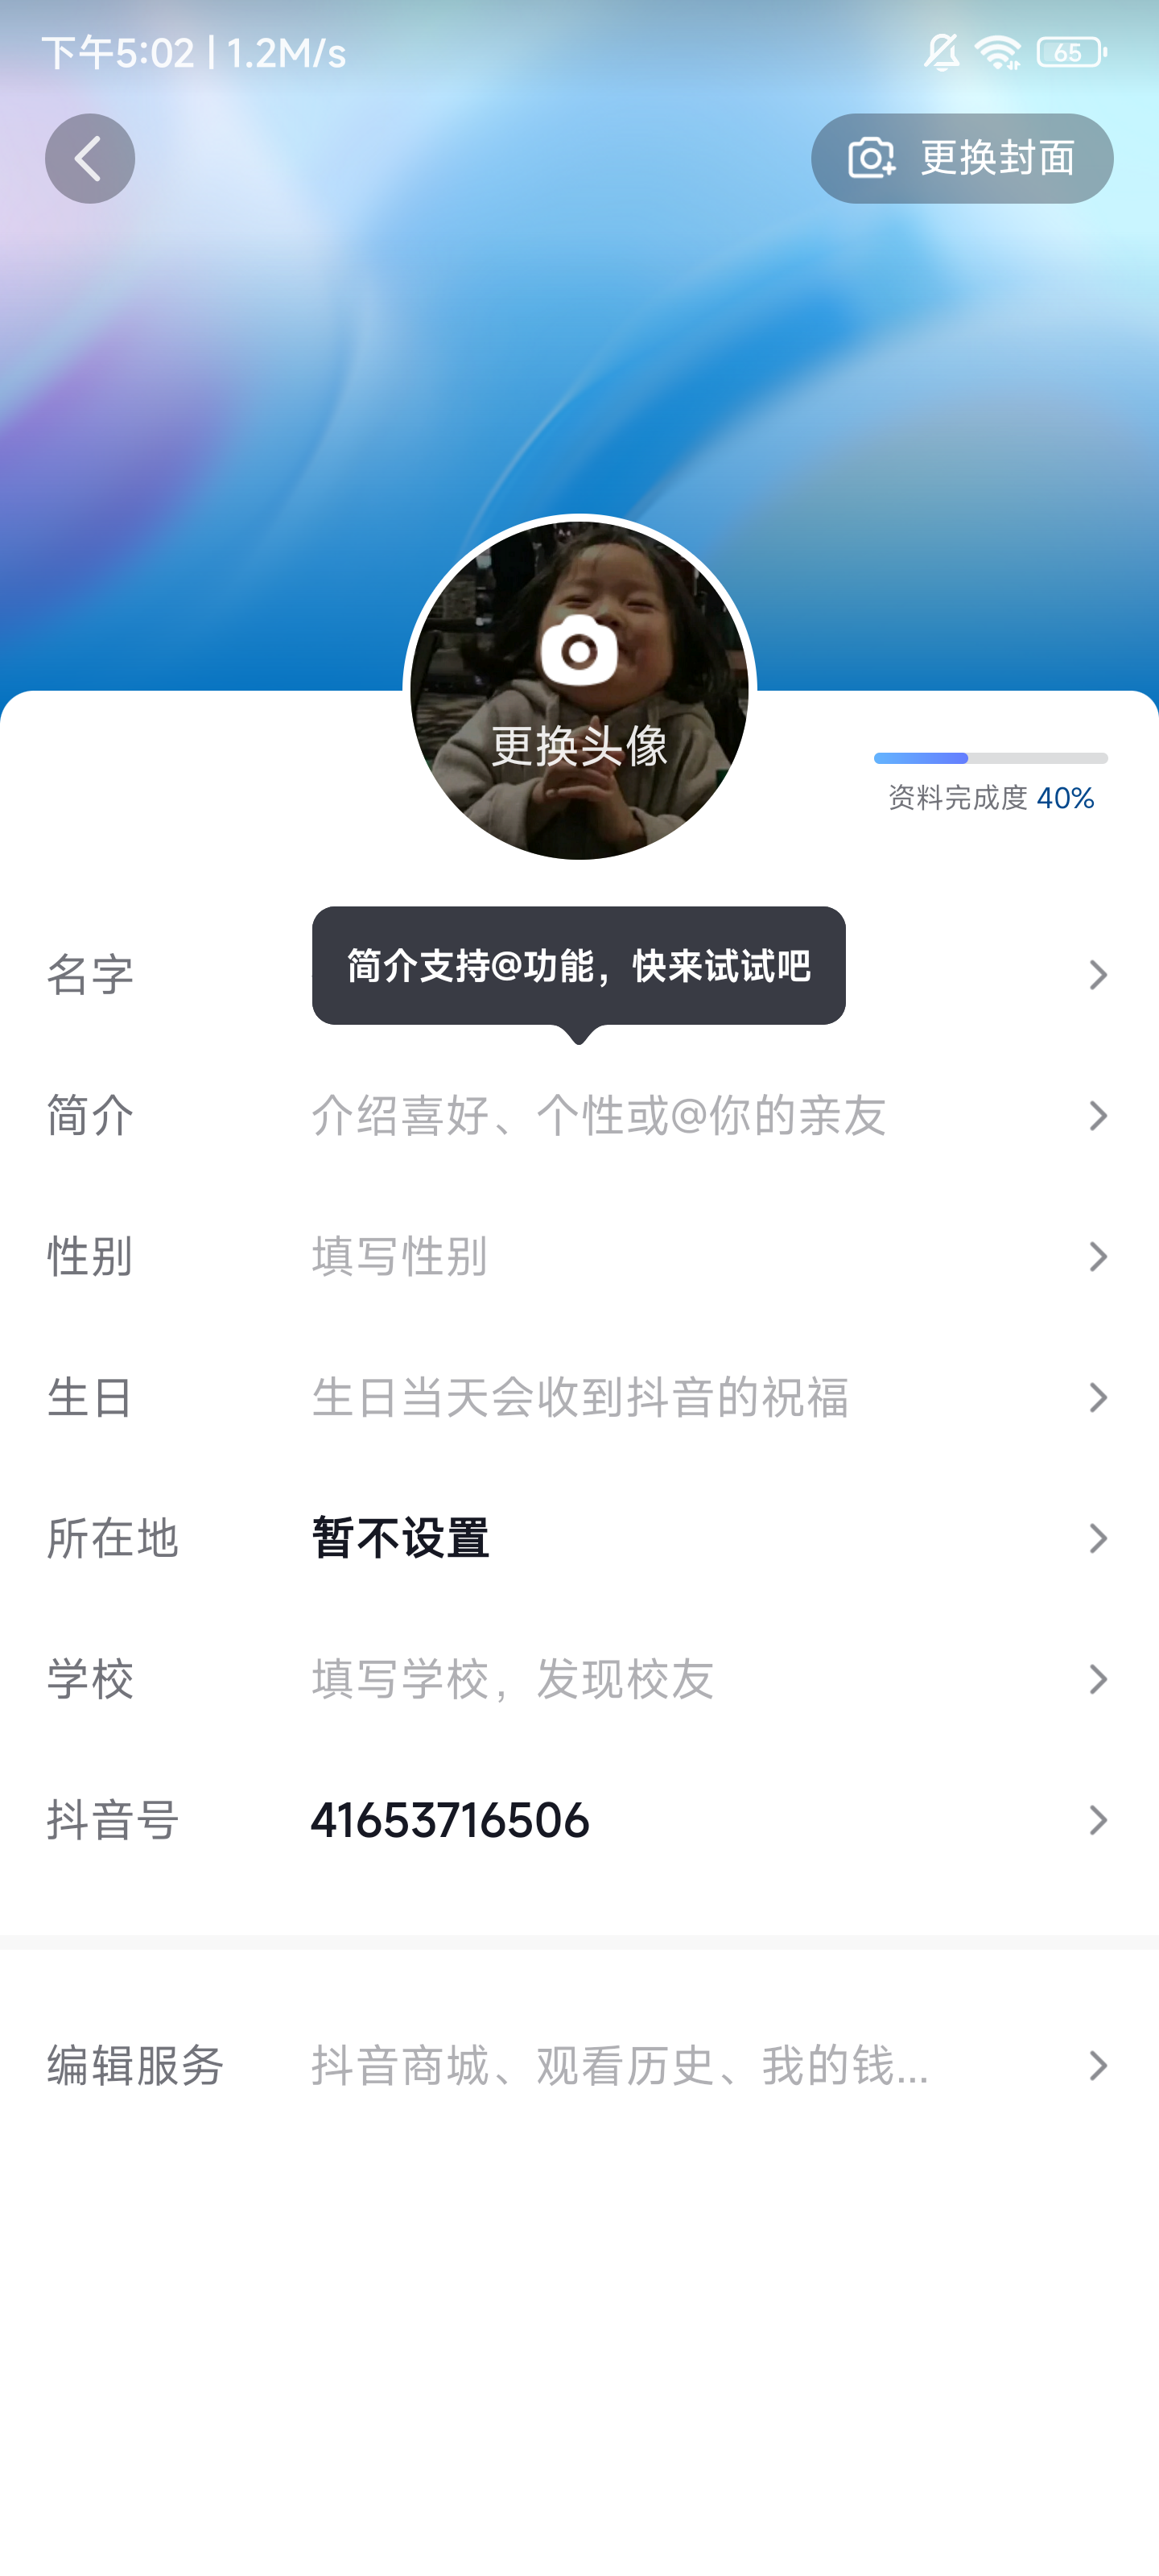 下午5:02 | 1.2M/s
65
更换封面
更换头像
资料完成度 40%
简介支持@功能，快来试试吧
名字
简介 介绍喜好、个性或@你的亲友
性别 填写性别
生日 生日当天会收到抖音的祝福
所在地 暂不设置
学校 填写学校，发现校友
抖音号 41653716506
编辑服务 抖音商城、观看历史、我的钱...